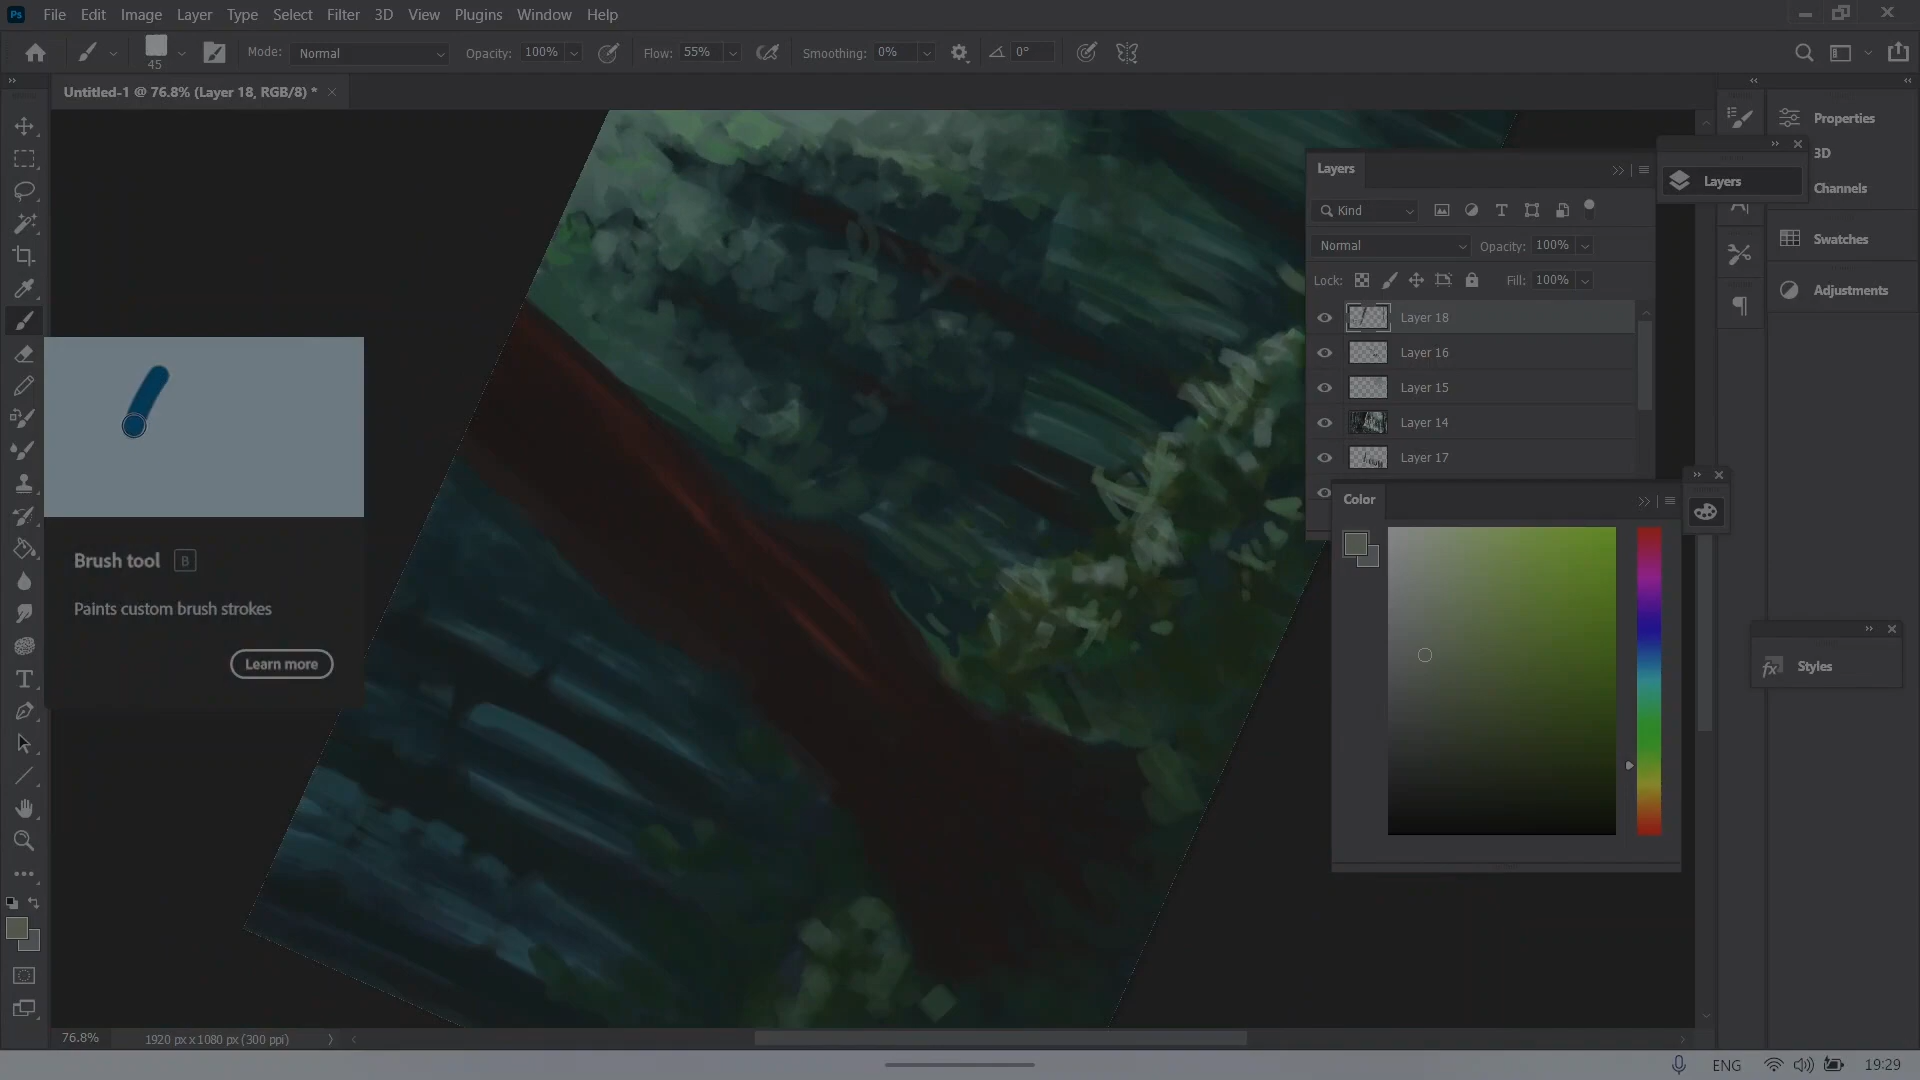 Ps File Edit Image Layer Type Select Filter 3D View Plugins Window Help
45 Mode: Normal Opacity: 100% Flow: 55% Smoothing: 0% 0°
Untitled-1 @ 76.8% (Layer 18, RGB/8) *
Properties
3D
Channels
Swatches
Adjustments
Layers
Layers
Kind
Normal Opacity: 100%
Lock: Fill: 100%
Layer 18
Layer 16
Layer 15
Layer 14
Layer 17
Color
Styles
Brush tool B
Paints custom brush strokes
Learn more
76.8% 1920 px x 1080 px (300 ppi)
ENG 19:29